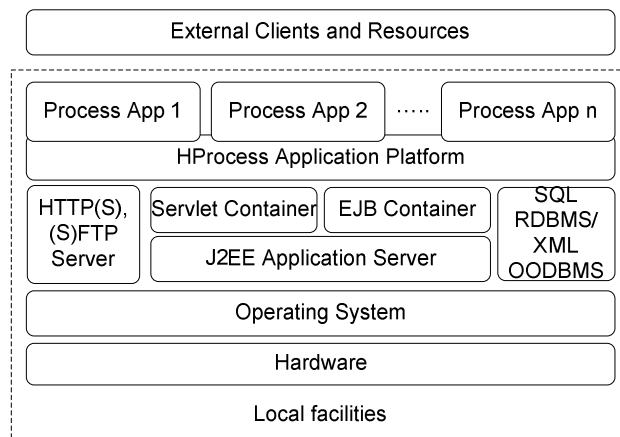 External Clients and Resources
Process App 1
Process App 2
.....
Process App n
HProcess Application Platform
HTTP(S),
(S)FTP
Server
Servlet Container
EJB Container
J2EE Application Server
SQL
RDBMS/
XML
OODBMS
Operating System
Hardware
Local facilities